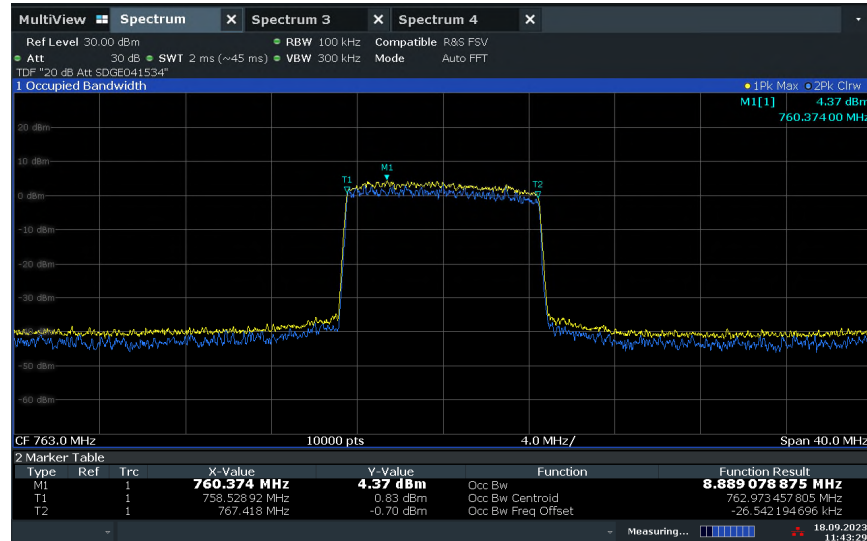 MultiView Spectrum X Spectrum 3 X Spectrum 4 X
Ref Level 30.00 dBm RBW 100 kHz Compatible R&S FSV
Att 30 dB SWT 2 ms (~45 ms) VBW 300 kHz Mode Auto FFT
TDF "20 dB Att SDGE041534"
1 Occupied Bandwidth 1Pk Max 2Pk Clrw
M1[1] 4.37 dBm
760.37400 MHz
20 dBm
10 dBm
M1
T1 T2
0 dBm
-10 dBm
-20 dBm
-30 dBm
-50 dBm
-60 dBm
CF 763.0 MHz 10000 pts 4.0 MHz/ Span 40.0 MHz
2 Marker Table
Type Ref Trc X-Value Y-Value Function Function Result
M1 1 760.374 MHz 4.37 dBm Occ Bw 8.889 078 875 MHz
T1 1 758.528 92 MHz 0.83 dBm Occ Bw Centroid 762.973 457 805 MHz
T2 1 767.418 MHz -0.70 dBm Occ Bw Freq Offset -26.542 194 696 kHz
Measuring... 18.09.2023
11:43:29